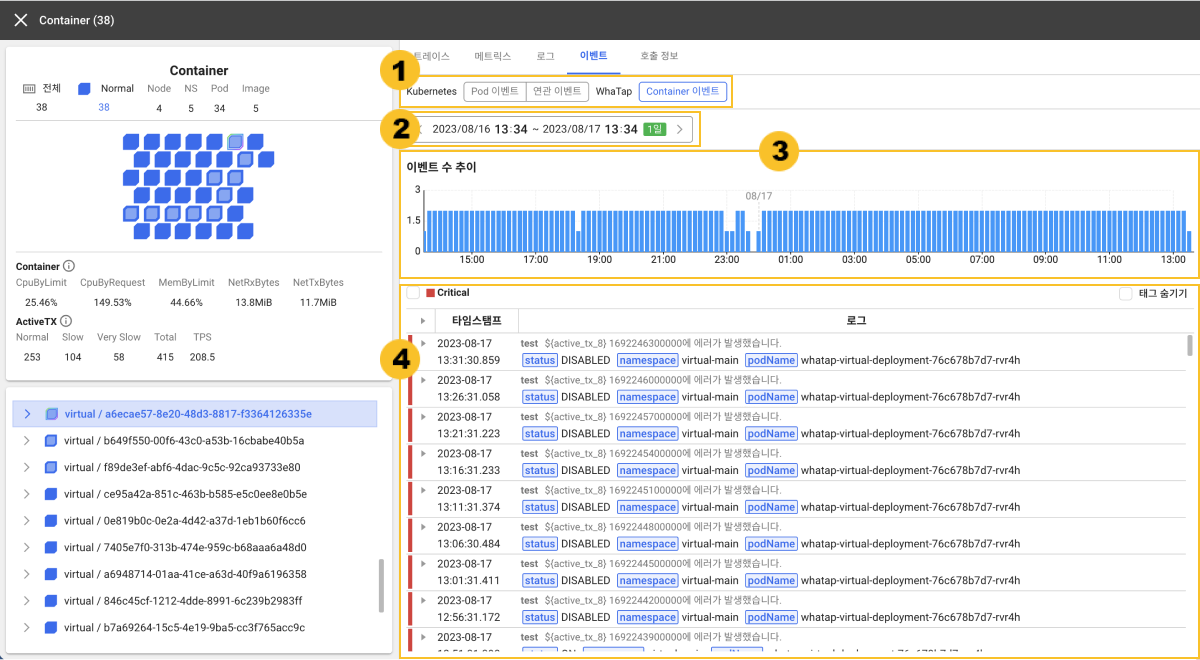 Container (38)
Container
전체 Normal Node NS Pod Image
38 38 4 5 34 5
Container
CpuByLimit CpuByRequest MemByLimit NetRxBytes NetTxBytes
25.46% 149.53% 44.66% 13.8MiB 11.7MiB
ActiveTX
Normal Slow Very Slow Total TPS
253 104 58 415 208.5
virtual / a6ecae57-8e20-48d3-8817-f3364126335e
virtual / b649f550-00f6-43c0-a53b-16cbabe40b5a
virtual / f89de3ef-abf6-4dac-9c5c-92ca93733e80
virtual / ce95a42a-851c-463b-b585-e5c0ee8e0b5e
virtual / 0e819b0c-0e2a-4d42-a37d-1eb1b60f6cc6
virtual / 7405e7f0-313b-474e-959c-b68aaa6a48d0
virtual / a6948714-01aa-41ce-a63d-40f9a6196358
virtual / 846c45cf-1212-4dde-8991-6c239b2983ff
virtual / b7a69264-15c5-4e19-9ba5-cc3f765acc9c
트레이스 메트릭스 로그 이벤트 호출 정보
1
Kubernetes Pod 이벤트 연관 이벤트 WhaTap Container 이벤트
2
2023/08/16 13:34 ~ 2023/08/17 13:34 1일
3
이벤트 수 추이
3
08/17
1.5
0
15:00 17:00 19:00 21:00 23:00 01:00 03:00 05:00 07:00 09:00 11:00 13:00
Critical 태그 숨기기
타임스탬프 로그
4
2023-08-17 test ${active_tx_8} 1692246300000에 에러가 발생했습니다.
13:31:30.859 status DISABLED namespace virtual-main podName whatap-virtual-deployment-76c678b7d7-rvr4h
2023-08-17 test ${active_tx_8} 1692246000000에 에러가 발생했습니다.
13:26:31.058 status DISABLED namespace virtual-main podName whatap-virtual-deployment-76c678b7d7-rvr4h
2023-08-17 test ${active_tx_8} 1692245700000에 에러가 발생했습니다.
13:21:31.223 status DISABLED namespace virtual-main podName whatap-virtual-deployment-76c678b7d7-rvr4h
2023-08-17 test ${active_tx_8} 1692245400000에 에러가 발생했습니다.
13:16:31.233 status DISABLED namespace virtual-main podName whatap-virtual-deployment-76c678b7d7-rvr4h
2023-08-17 test ${active_tx_8} 1692245100000에 에러가 발생했습니다.
13:11:31.374 status DISABLED namespace virtual-main podName whatap-virtual-deployment-76c678b7d7-rvr4h
2023-08-17 test ${active_tx_8} 1692244800000에 에러가 발생했습니다.
13:06:30.484 status DISABLED namespace virtual-main podName whatap-virtual-deployment-76c678b7d7-rvr4h
2023-08-17 test ${active_tx_8} 1692244500000에 에러가 발생했습니다.
13:01:31.411 status DISABLED namespace virtual-main podName whatap-virtual-deployment-76c678b7d7-rvr4h
2023-08-17 test ${active_tx_8} 1692244200000에 에러가 발생했습니다.
12:56:31.172 status DISABLED namespace virtual-main podName whatap-virtual-deployment-76c678b7d7-rvr4h
2023-08-17 test ${active_tx_8} 1692243900000에 에러가 발생했습니다.